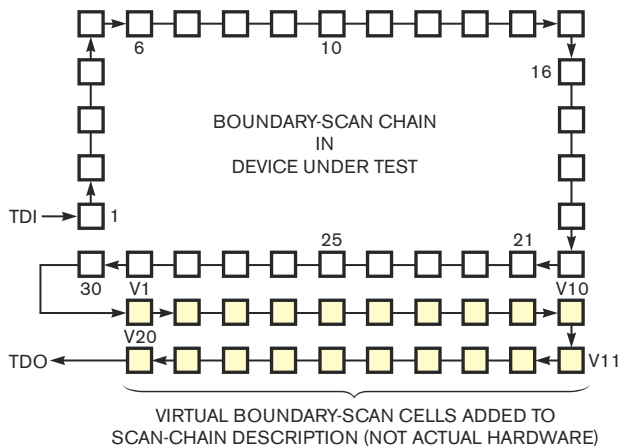 6
10
16
BOUNDARY-SCAN CHAIN
IN
DEVICE UNDER TEST
TDI
1
25
21
30
V1
V10
V20
TDO
V11
VIRTUAL BOUNDARY-SCAN CELLS ADDED TO
SCAN-CHAIN DESCRIPTION (NOT ACTUAL HARDWARE)